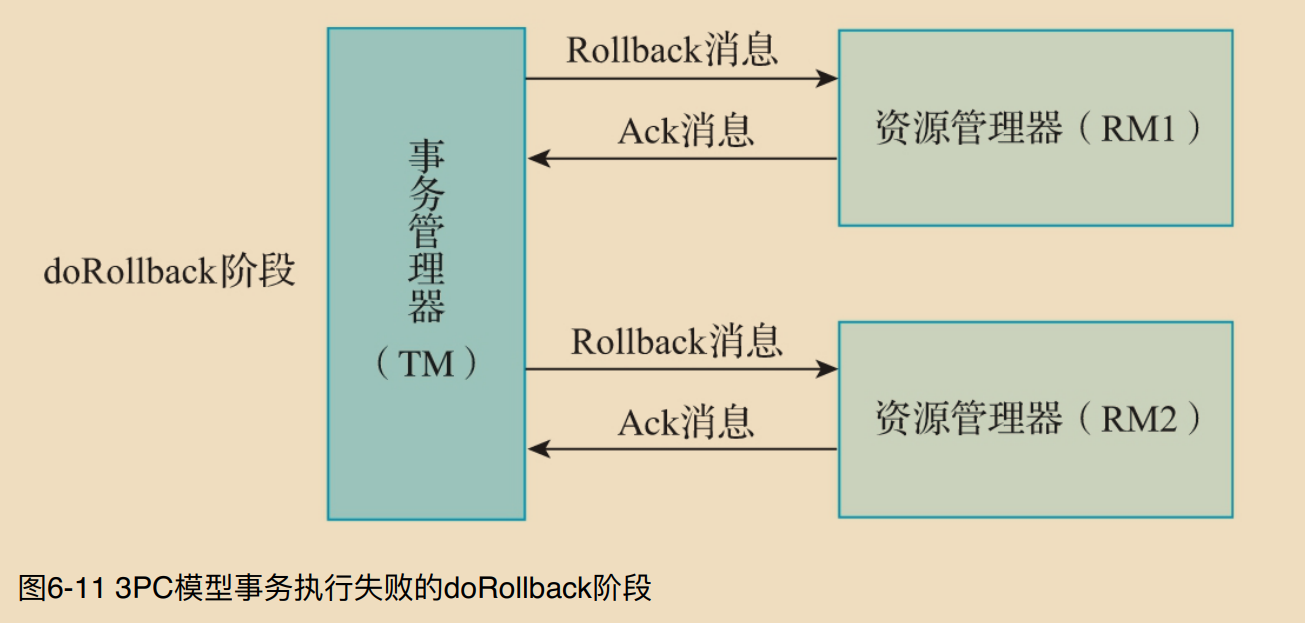 Rollback消息
Ack消息
资源管理器（RM1）
事务管理器
（TM）
doRollback阶段
Rollback消息
Ack消息
资源管理器（RM2）
图6-11 3PC模型事务执行失败的doRollback阶段